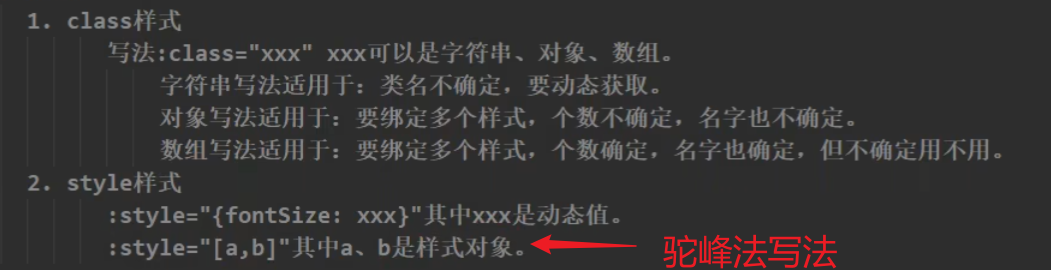 1. class样式
写法:class="xxx" xxx可以是字符串、对象、数组。
字符串写法适用于：类名不确定，要动态获取。
对象写法适用于：要绑定多个样式，个数不确定，名字也不确定。
数组写法适用于：要绑定多个样式，个数确定，名字也确定，但不确定用不用。
2. style样式
:style="{fontSize: xxx}"其中xxx是动态值。
:style="[a,b]"其中a、b是样式对象。 驼峰法写法